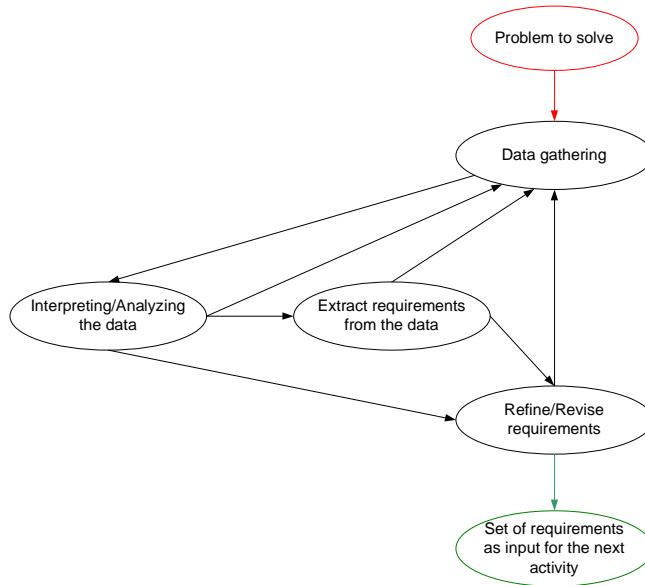 Problem to solve
Data gathering
Interpreting/Analyzing
the data
Extract requirements
from the data
Refine/Revise
requirements
Set of requirements
as input for the next
activity